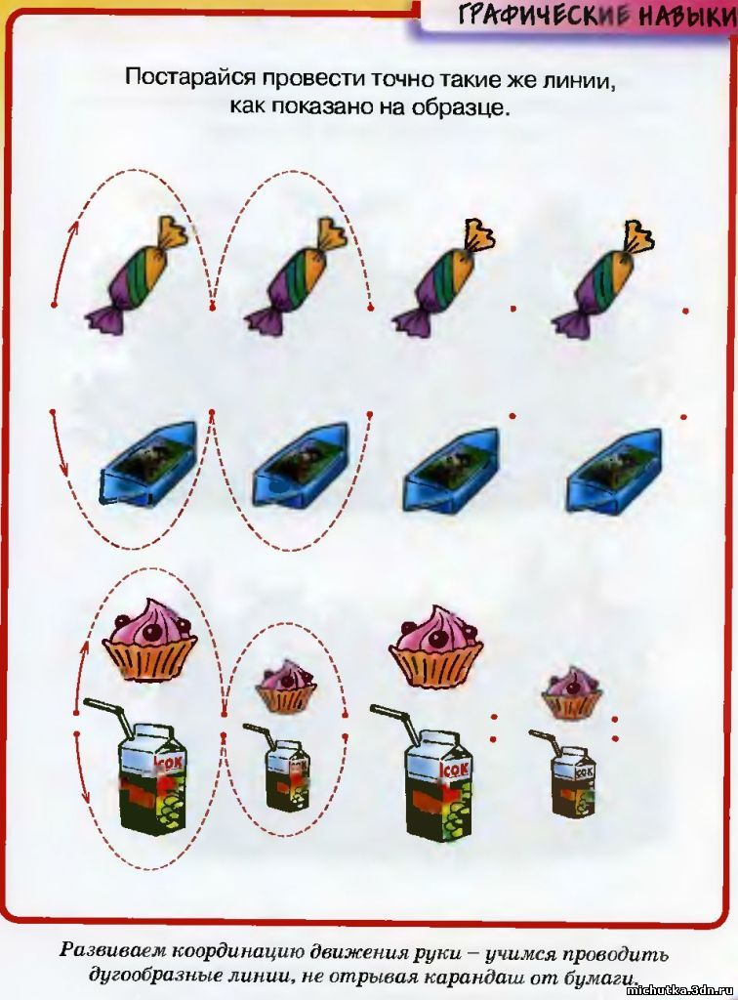 ГРАФИЧЕСКИЕ НАВЫКИ
Постарайся провести точно такие же линии,
как показано на образце.
СОК
СОК
СОК
СОК
Развиваем координацию движения руки – учимся проводить
дугообразные линии, не отрывая карандаш от бумаги.
michutka.3dn.ru